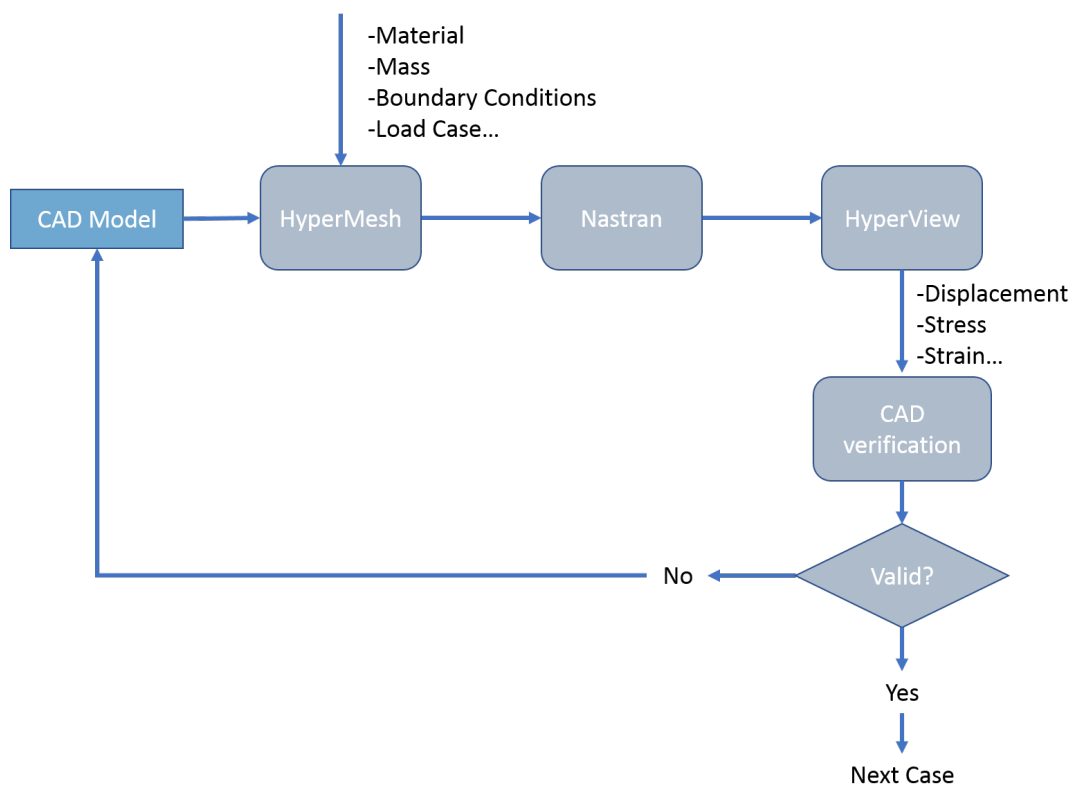 -Material
-Mass
-Boundary Conditions
-Load Case...
CAD Model
HyperMesh
Nastran
HyperView
-Displacement
-Stress
-Strain...
CAD
verification
Valid?
No
Yes
Next Case